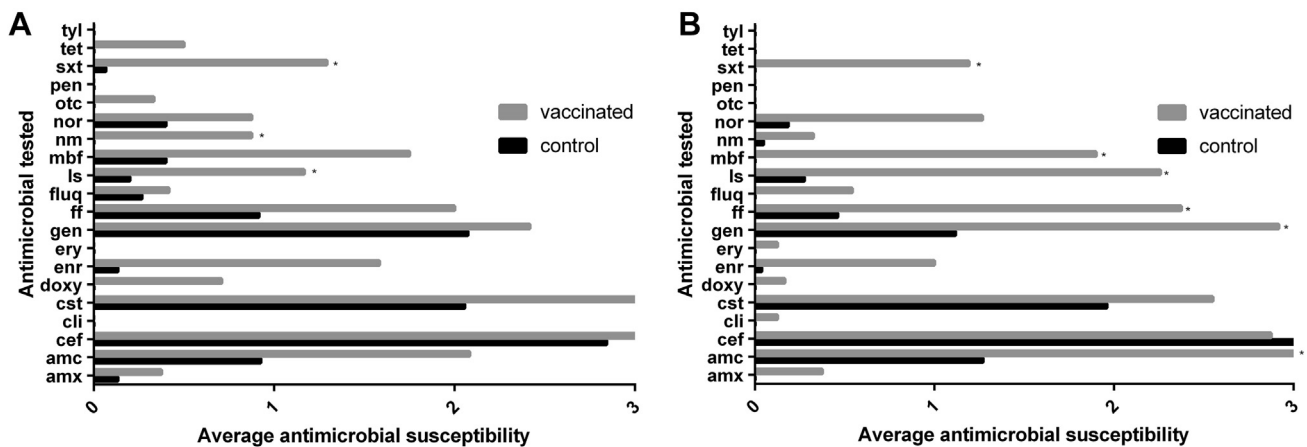 A
Antimicrobial tested
tyl
tet
sxt
*
pen
otc
nor
nm
*
mbf
ls
*
fluq
ff
gen
ery
enr
doxy
cst
cli
cef
amc
amx
vaccinated
control
0
1
2
3
Average antimicrobial susceptibility
B
Antimicrobial tested
tyl
tet
sxt
*
pen
otc
nor
nm
mbf
*
ls
*
fluq
ff
*
gen
*
ery
enr
doxy
cst
cli
cef
amc
*
amx
vaccinated
control
0
1
2
3
Average antimicrobial susceptibility